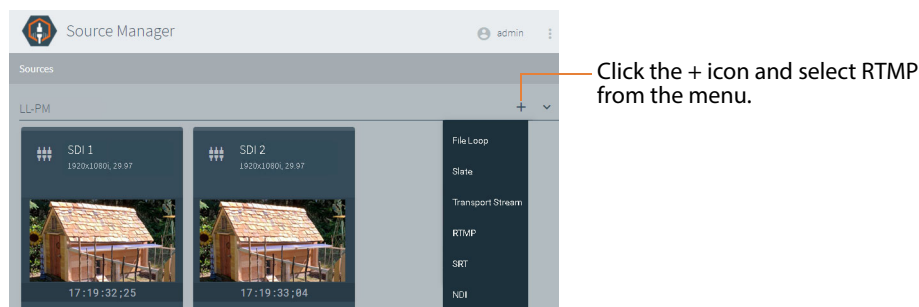 Source Manager
admin
Sources
Click the + icon and select RTMP
from the menu.
LL-PM
+
SDI 1
1920x1080i, 29.97
SDI 2
1920x1080i, 29.97
File Loop
Slate
Transport Stream
RTMP
SRT
NDI
17:19:32;25
17:19:33;04